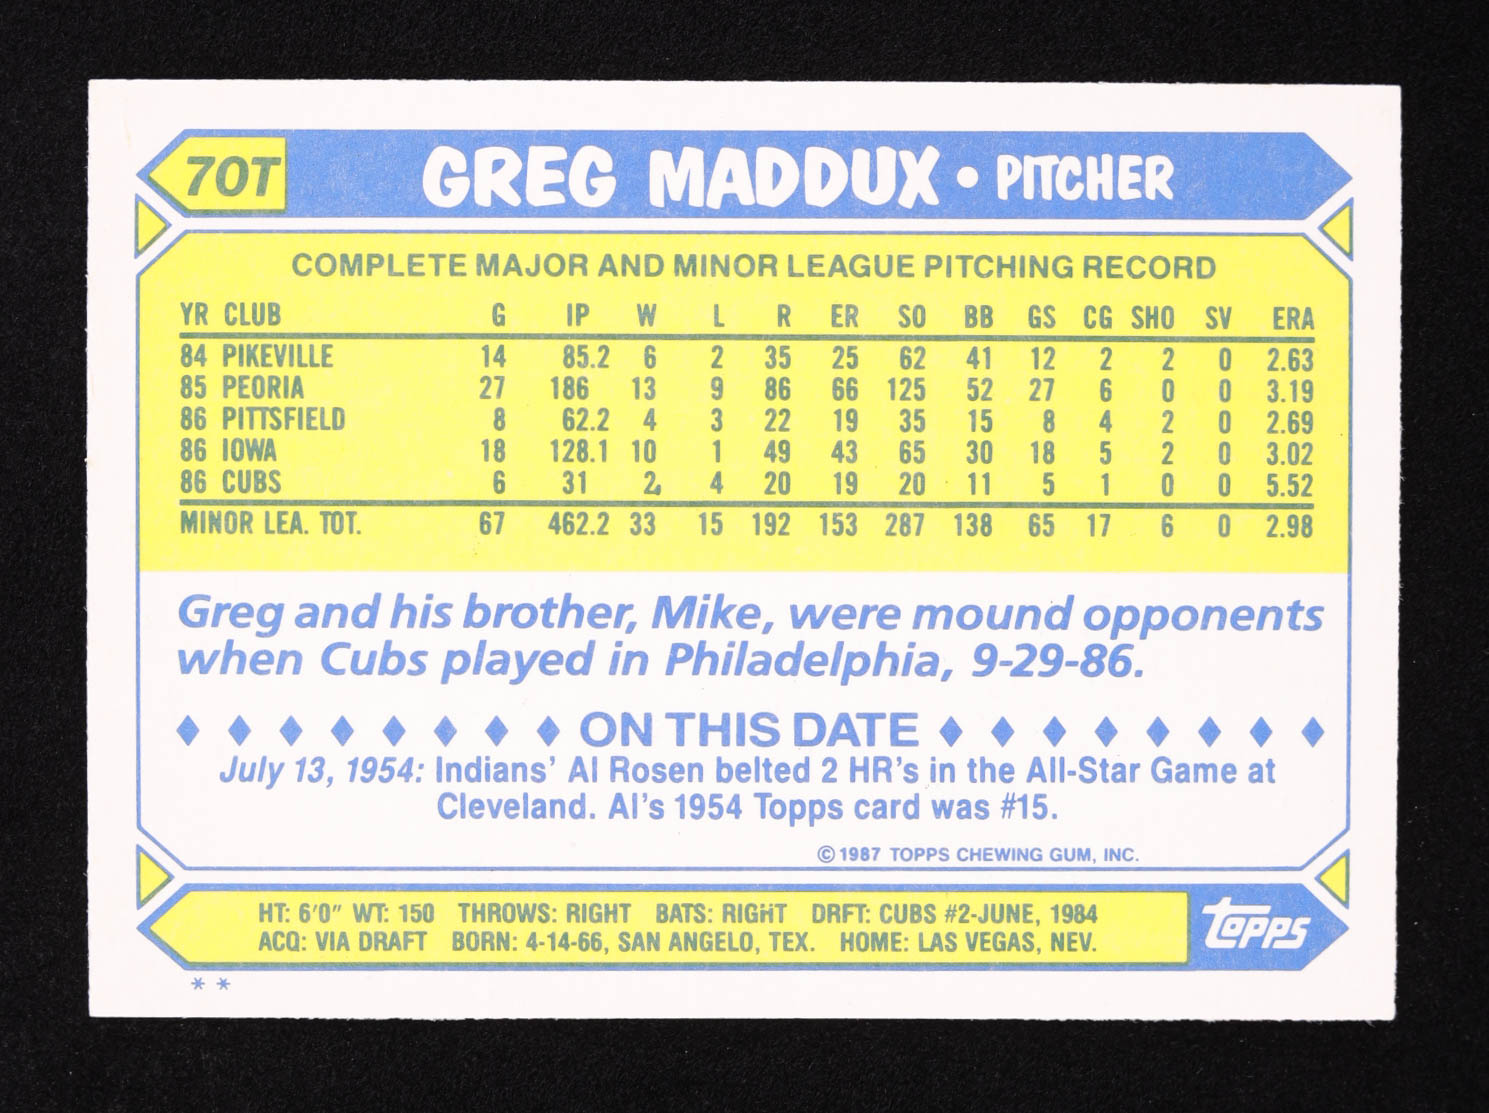 70T GREG MADDUX • PITCHER
COMPLETE MAJOR AND MINOR LEAGUE PITCHING RECORD
YR CLUB G IP W L R ER SO BB GS CG SHO SV ERA
84 PIKEVILLE 14 85.2 6 2 35 25 62 41 12 2 2 0 2.63
85 PEORIA 27 186 13 9 86 66 125 52 27 6 0 0 3.19
86 PITTSFIELD 8 62.2 4 3 22 19 35 15 8 4 2 0 2.69
86 IOWA 18 128.1 10 1 49 43 65 30 18 5 2 0 3.02
86 CUBS 6 31 2 4 20 19 20 11 5 1 0 0 5.52
MINOR LEA. TOT. 67 462.2 33 15 192 153 287 138 65 17 6 0 2.98
Greg and his brother, Mike, were mound opponents
when Cubs played in Philadelphia, 9-29-86.
ON THIS DATE
July 13, 1954: Indians' Al Rosen belted 2 HR's in the All-Star Game at
Cleveland. Al's 1954 Topps card was #15.
© 1987 TOPPS CHEWING GUM, INC.
HT: 6'0" WT: 150 THROWS: RIGHT BATS: RIGHT DRFT: CUBS #2-JUNE, 1984
ACQ: VIA DRAFT BORN: 4-14-66, SAN ANGELO, TEX. HOME: LAS VEGAS, NEV.
topps
**